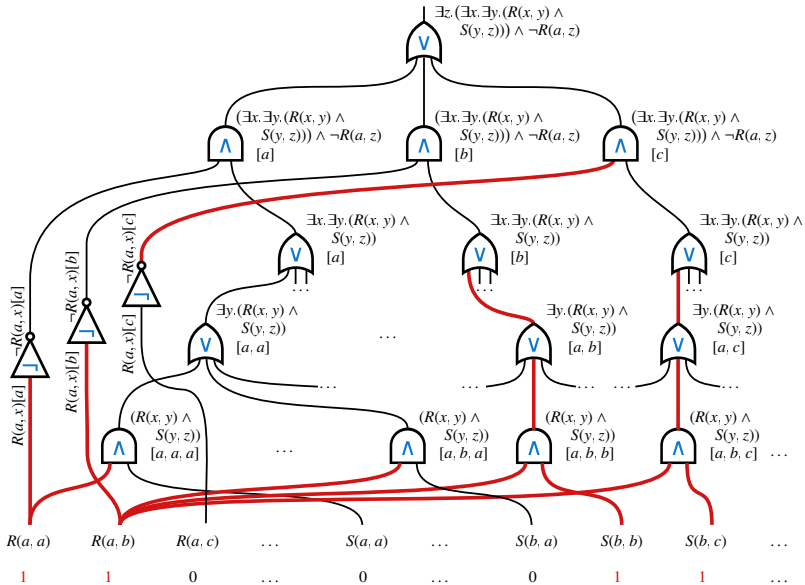 ∃z.(∃x.∃y.(R(x, y) ∧
S(y, z))) ∧ ¬R(a, z)
∨
(∃x.∃y.(R(x, y) ∧
S(y, z))) ∧ ¬R(a, z)
[a]
∧
(∃x.∃y.(R(x, y) ∧
S(y, z))) ∧ ¬R(a, z)
[b]
∧
(∃x.∃y.(R(x, y) ∧
S(y, z))) ∧ ¬R(a, z)
[c]
∧
¬R(a, x)[a]
¬R(a, x)[b]
¬R(a, x)[c]
∃x.∃y.(R(x, y) ∧
S(y, z))
[a]
∨
...
∃x.∃y.(R(x, y) ∧
S(y, z))
[b]
∨
...
∃x.∃y.(R(x, y) ∧
S(y, z))
[c]
∨
...
¬
¬
¬
R(a, x)[a]
R(a, x)[b]
R(a, x)[c]
∃y.(R(x, y) ∧
S(y, z))
[a, a]
∨
...
...
∃y.(R(x, y) ∧
S(y, z))
[a, b]
∨
...
...
∃y.(R(x, y) ∧
S(y, z))
[a, c]
∨
...
...
(R(x, y) ∧
S(y, z))
[a, a, a]
∧
...
(R(x, y) ∧
S(y, z))
[a, b, a]
∧
(R(x, y) ∧
S(y, z))
[a, b, b]
∧
(R(x, y) ∧
S(y, z))
[a, b, c]
∧
...
R(a, a) R(a, b) R(a, c) ... S(a, a) ... S(b, a) S(b, b) S(b, c) ...
1 1 0 ... 0 ... 0 1 1 ...